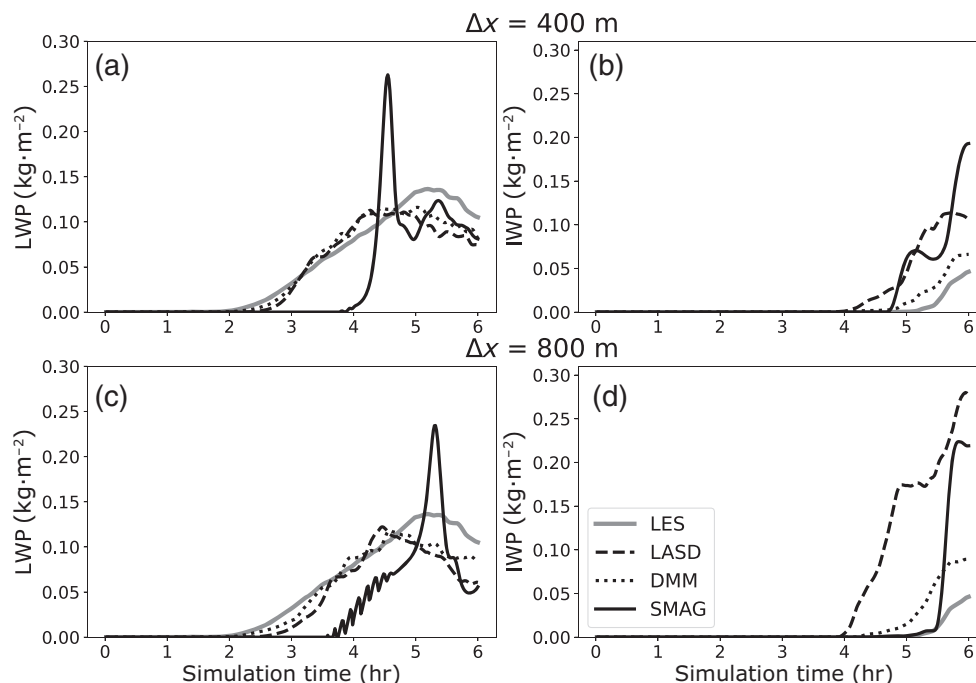 Δx = 400 m
(a)
LWP (kg·m⁻²)
0.30
0.25
0.20
0.15
0.10
0.05
0.00
0 1 2 3 4 5 6
(b)
IWP (kg·m⁻²)
0.30
0.25
0.20
0.15
0.10
0.05
0.00
0 1 2 3 4 5 6
Δx = 800 m
(c)
LWP (kg·m⁻²)
0.30
0.25
0.20
0.15
0.10
0.05
0.00
0 1 2 3 4 5 6
Simulation time (hr)
(d)
IWP (kg·m⁻²)
0.30
0.25
0.20
0.15
0.10
0.05
0.00
LES
LASD
DMM
SMAG
0 1 2 3 4 5 6
Simulation time (hr)